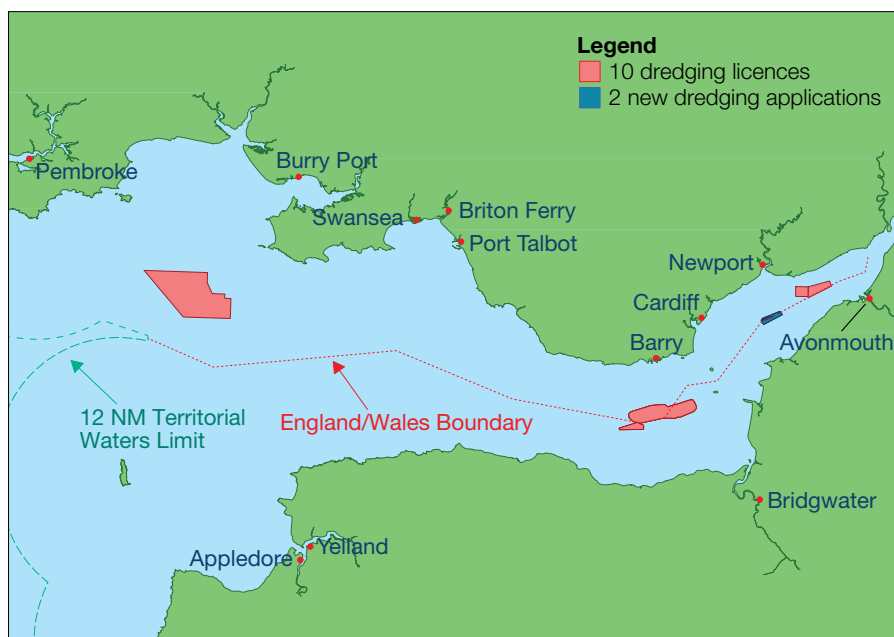 Legend
10 dredging licences
2 new dredging applications
Pembroke
Burry Port
Swansea
Briton Ferry
Port Talbot
Newport
Cardiff
Barry
Avonmouth
12 NM Territorial
Waters Limit
England/Wales Boundary
Bridgwater
Yelland
Appledore